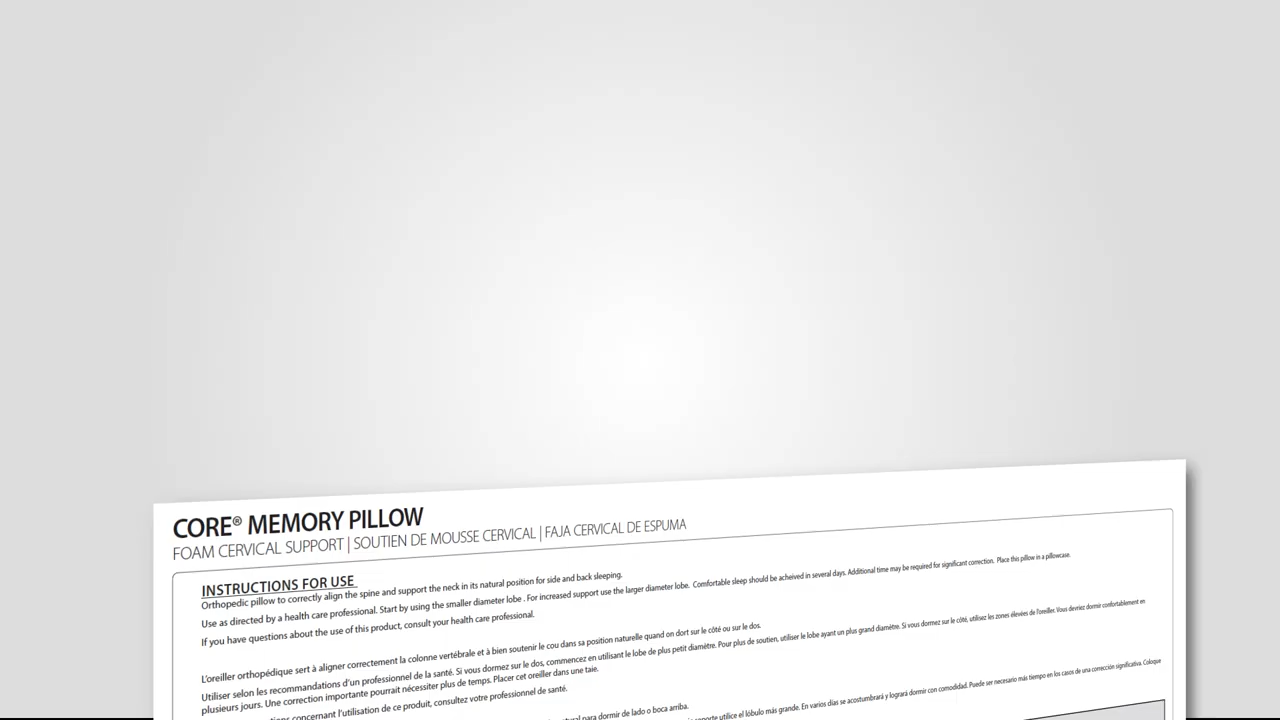 CORE® MEMORY PILLOW
FOAM CERVICAL SUPPORT | SOUTIEN DE MOUSSE CERVICAL | FAJA CERVICAL DE ESPUMA
INSTRUCTIONS FOR USE
Orthopedic pillow to correctly align the spine and support the neck in its natural position for side and back sleeping.
Use as directed by a health care professional. Start by using the smaller diameter lobe . For increased support use the larger diameter lobe. Comfortable sleep should be acheived in several days. Additional time may be required for significant correction. Place this pillow in a pillowcase.
If you have questions about the use of this product, consult your health care professional.
L'oreiller orthopédique sert à aligner correctement la colonne vertébrale et à bien soutenir le cou dans sa position naturelle quand on dort sur le côté ou sur le dos.
Utiliser selon les recommandations d'un professionnel de la santé. Si vous dormez sur le dos, commencez en utilisant le lobe de plus petit diamètre. Pour plus de soutien, utiliser le lobe ayant un plus grand diamètre. Si vous dormez sur le côté, utilisez les zones élevées de l'oreiller. Vous devriez dormir confortablement en
plusieurs jours. Une correction importante pourrait nécessiter plus de temps. Placer cet oreiller dans une taie.
concernant l'utilisation de ce produit, consultez votre professionnel de santé.
para dormir de lado o boca arriba.
utilice el lóbulo más grande. En varios días se acostumbrará y logrará dormir con comodidad. Puede ser necesario más tiempo en los casos de una corrección significativa. Coloque